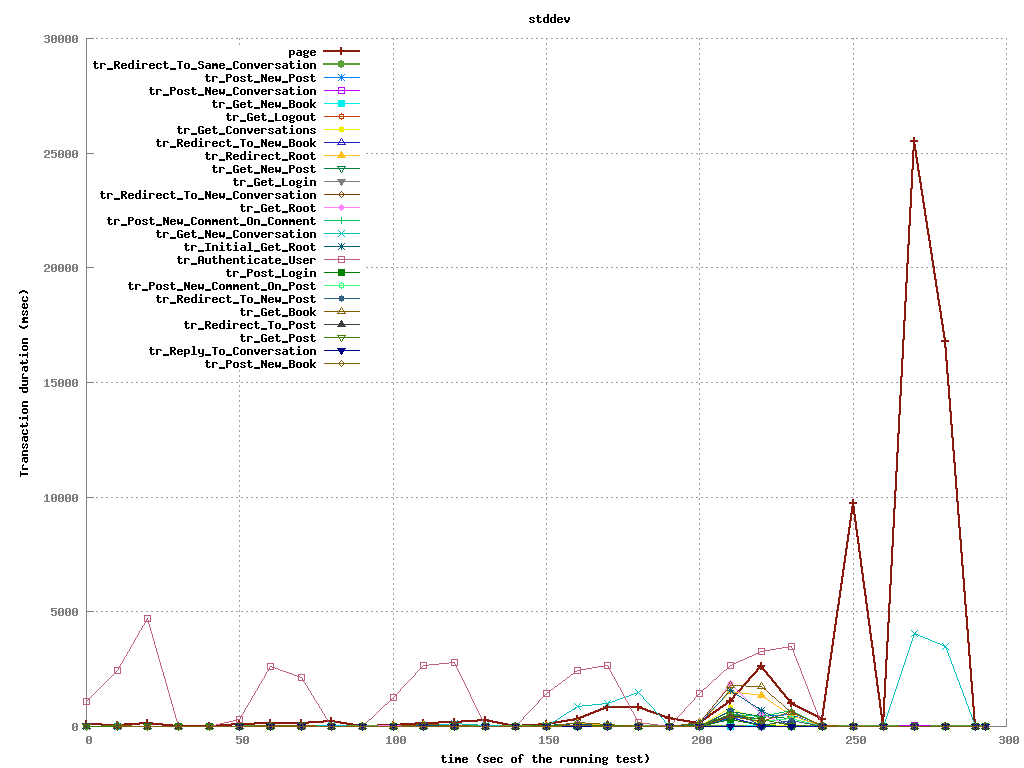 stddev
30000
25000
20000
15000
10000
5000
0
Transaction duration (msec)
page
tr_Redirect_To_Same_Conversation
tr_Post_New_Post
tr_Post_New_Conversation
tr_Get_New_Book
tr_Get_Logout
tr_Get_Conversations
tr_Redirect_To_New_Book
tr_Redirect_Root
tr_Get_New_Post
tr_Get_Login
tr_Redirect_To_New_Conversation
tr_Get_Root
tr_Post_New_Comment_On_Comment
tr_Get_New_Conversation
tr_Initial_Get_Root
tr_Authenticate_User
tr_Post_Login
tr_Post_New_Comment_On_Post
tr_Redirect_To_New_Post
tr_Get_Book
tr_Redirect_To_Post
tr_Get_Post
tr_Reply_To_Conversation
tr_Post_New_Book
0 50 100 150 200 250 300
time (sec of the running test)